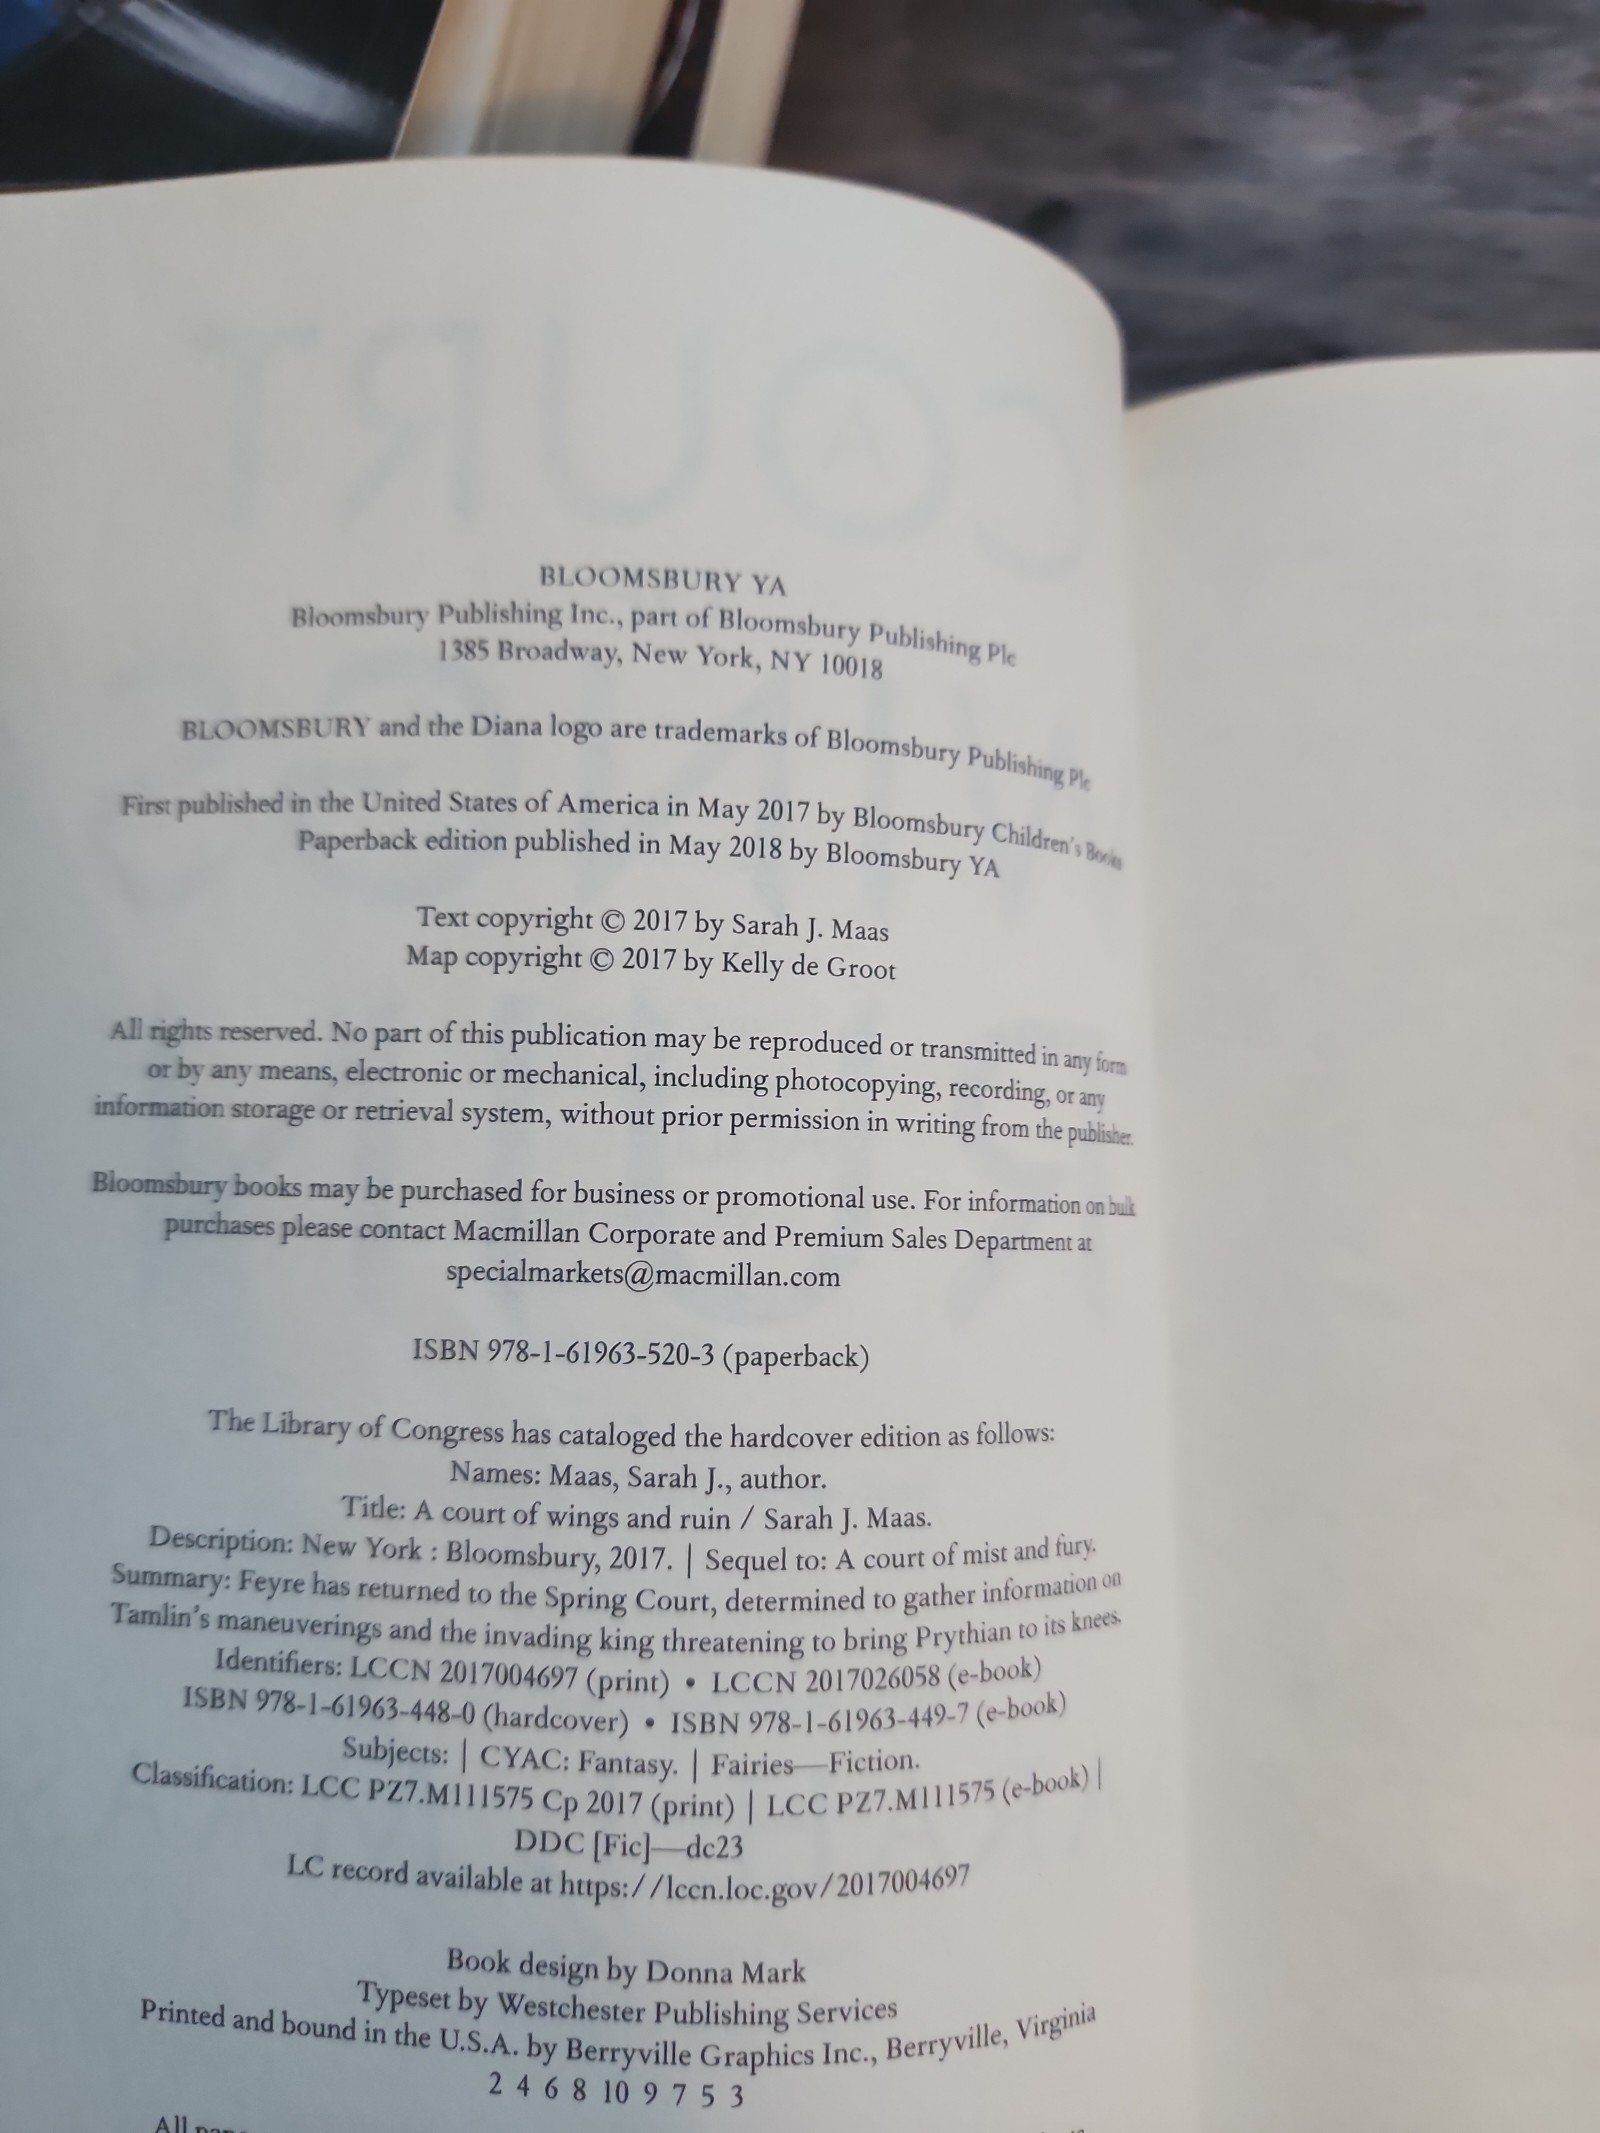 BLOOMSBURY YA
Bloomsbury Publishing Inc., part of Bloomsbury Publishing Plc
1385 Broadway, New York, NY 10018
BLOOMSBURY and the Diana logo are trademarks of Bloomsbury Publishing Plc
First published in the United States of America in May 2017 by Bloomsbury Children's Books
Paperback edition published in May 2018 by Bloomsbury YA
Text copyright © 2017 by Sarah J. Maas
Map copyright © 2017 by Kelly de Groot
All rights reserved. No part of this publication may be reproduced or transmitted in any form
or by any means, electronic or mechanical, including photocopying, recording, or any
information storage or retrieval system, without prior permission in writing from the publisher.
Bloomsbury books may be purchased for business or promotional use. For information on bulk
purchases please contact Macmillan Corporate and Premium Sales Department at
specialmarkets@macmillan.com
ISBN 978-1-61963-520-3 (paperback)
The Library of Congress has cataloged the hardcover edition as follows:
Names: Maas, Sarah J., author.
Title: A court of wings and ruin / Sarah J. Maas.
Description: New York : Bloomsbury, 2017. | Sequel to: A court of mist and fury.
Summary: Feyre has returned to the Spring Court, determined to gather information on
Tamlin's maneuverings and the invading king threatening to bring Prythian to its knees.
Identifiers: LCCN 2017004697 (print) • LCCN 2017026058 (e-book)
ISBN 978-1-61963-448-0 (hardcover) • ISBN 978-1-61963-449-7 (e-book)
Subjects: | CYAC: Fantasy. | Fairies—Fiction.
Classification: LCC PZ7.M111575 Cp 2017 (print) | LCC PZ7.M111575 (e-book) |
DDC [Fic]—dc23
LC record available at https://lccn.loc.gov/2017004697
Book design by Donna Mark
Typeset by Westchester Publishing Services
Printed and bound in the U.S.A. by Berryville Graphics Inc., Berryville, Virginia
2 4 6 8 10 9 7 5 3
All